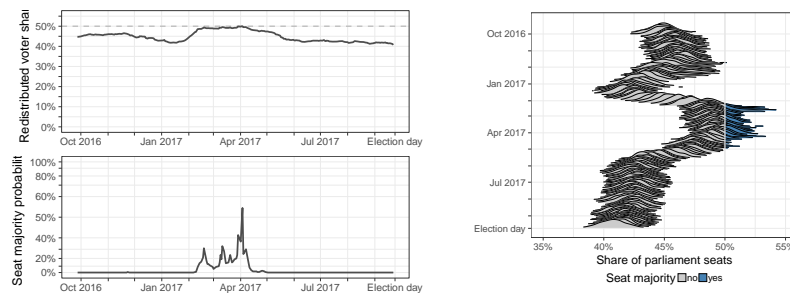 Redistributed voter shar
50%
40%
30%
20%
10%
0%
Oct 2016 Jan 2017 Apr 2017 Jul 2017 Election day
Seat majority probabilit
100%
80%
60%
40%
20%
0%
Oct 2016 Jan 2017 Apr 2017 Jul 2017 Election day
Oct 2016
Jan 2017
Apr 2017
Jul 2017
Election day
35% 40% 45% 50% 55%
Share of parliament seats
Seat majority no yes